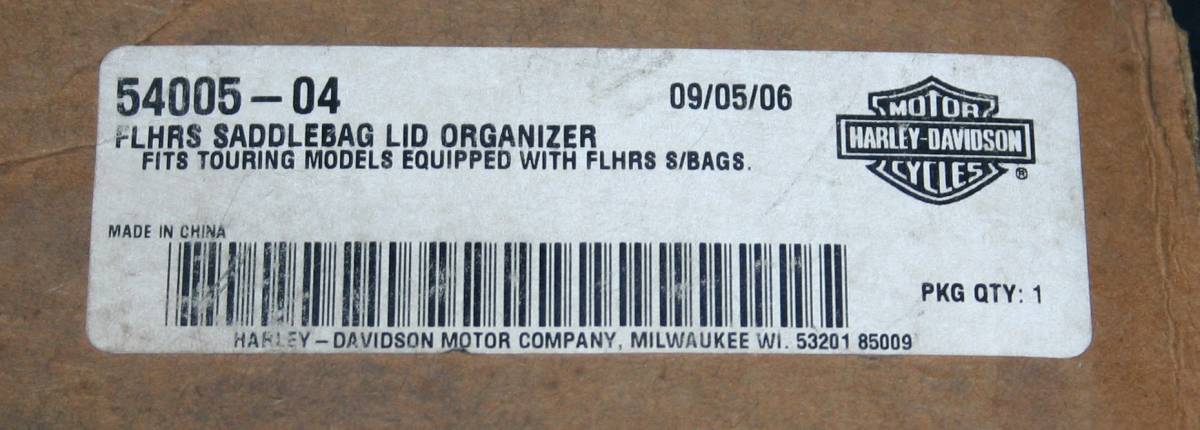 54005-04
09/05/06
FLHRS SADDLEBAG LID ORGANIZER
FITS TOURING MODELS EQUIPPED WITH FLHRS S/BAGS.
MOTOR
HARLEY-DAVIDSON
CYCLES
®
MADE IN CHINA
PKG QTY: 1
HARLEY-DAVIDSON MOTOR COMPANY, MILWAUKEE WI. 53201 85009